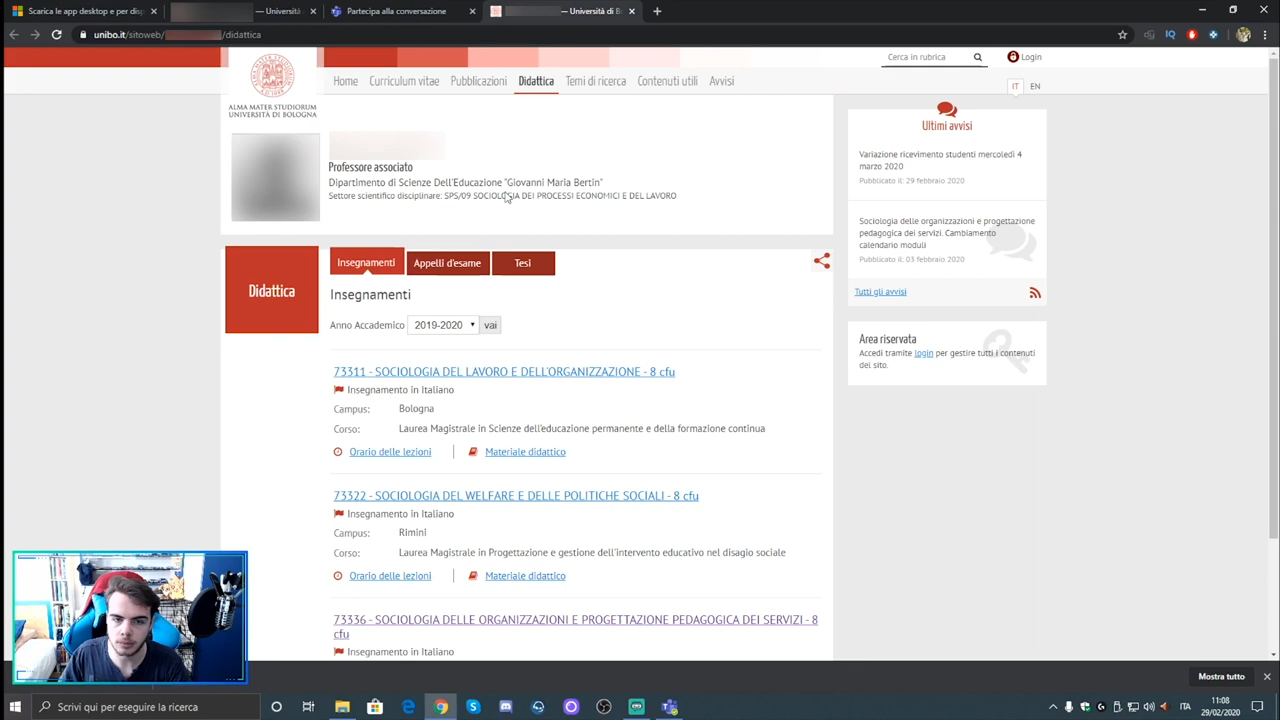 Scarica le app desktop e per disp
— Univers
Microsoft Teams
Maria Bertin — Univers
unibo.it/sitoweb/
/didattica
ALMA MATER STUDIORUM
UNIVERSITÀ DI BOLOGNA
Home
Curriculum vitae
Pubblicazioni
Didattica
Temi di ricerca
Contenuti utili
Avvisi
Cerca in rubrica
Login
IT
EN
Professore associato
Dipartimento di Scienze Dell'Educazione "Giovanni Maria Bertin"
Settore scientifico disciplinare: SPS/09 SOCIOLOGIA DEI PROCESSI ECONOMICI E DEL LAVORO
Ultimi avvisi
Variazione ricevimento studenti mercoledì 4
marzo 2020
Pubblicato il: 29 febbraio 2020
Sociologia delle organizzazioni e progettazione
pedagogica dei servizi. Cambiamento
calendario moduli
Pubblicato il: 03 febbraio 2020
Tutti gli avvisi
Area riservata
Accedi tramite login per gestire tutti i contenuti
del sito.
Didattica
Insegnamenti
Appelli d'esame
Tesi
Insegnamenti
Anno Accademico 2019-2020 vai
73311 - SOCIOLOGIA DEL LAVORO E DELL'ORGANIZZAZIONE - 8 cfu
Insegnamento in Italiano
Campus: Bologna
Corso: Laurea Magistrale in Scienze dell'educazione permanente e della formazione continua
Orario delle lezioni
Materiale didattico
73322 - SOCIOLOGIA DEL WELFARE E DELLE POLITICHE SOCIALI - 8 cfu
Insegnamento in Italiano
Campus: Rimini
Corso: Laurea Magistrale in Progettazione e gestione dell'intervento educativo nel disagio sociale
Orario delle lezioni
Materiale didattico
73336 - SOCIOLOGIA DELLE ORGANIZZAZIONI E PROGETTAZIONE PEDAGOGICA DEI SERVIZI - 8
cfu
Insegnamento in Italiano
Mostra tutto
Scrivi qui per eseguire la ricerca
ITA
11:08
29/02/2020